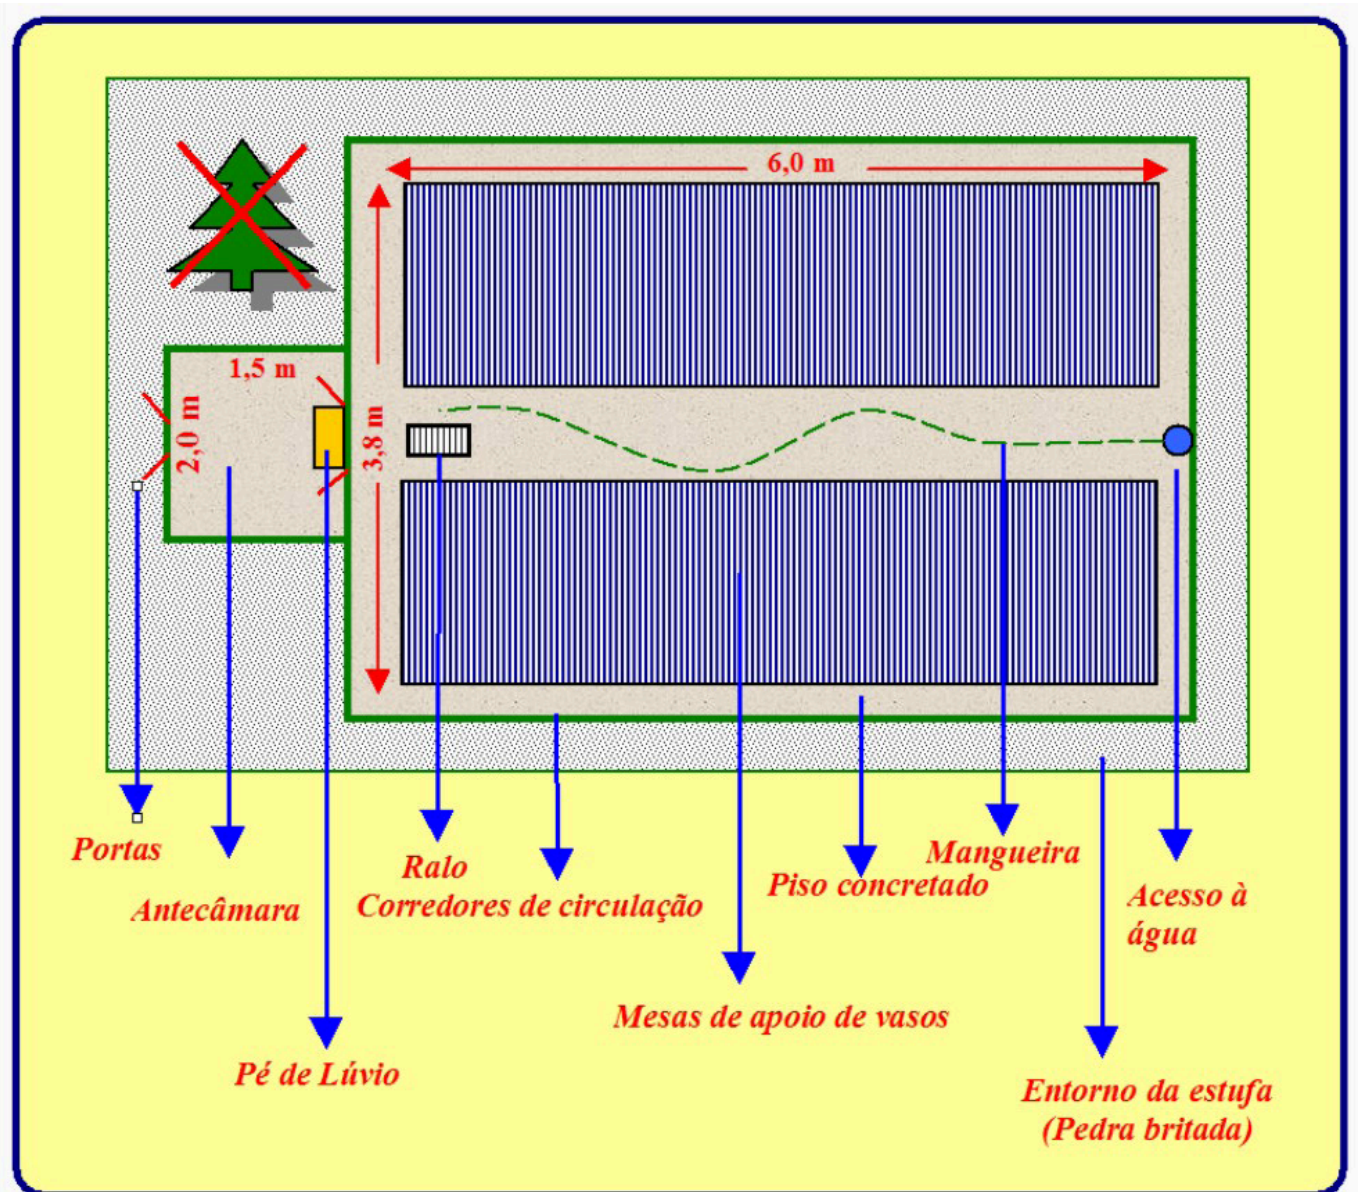 6,0 m
1,5 m
2,0 m
3,8 m
Portas
Ralo
Mangueira
Antecâmara
Corredores de circulação
Piso concretado
Acesso à
água
Mesas de apoio de vasos
Pé de Lúvio
Entorno da estufa
(Pedra britada)